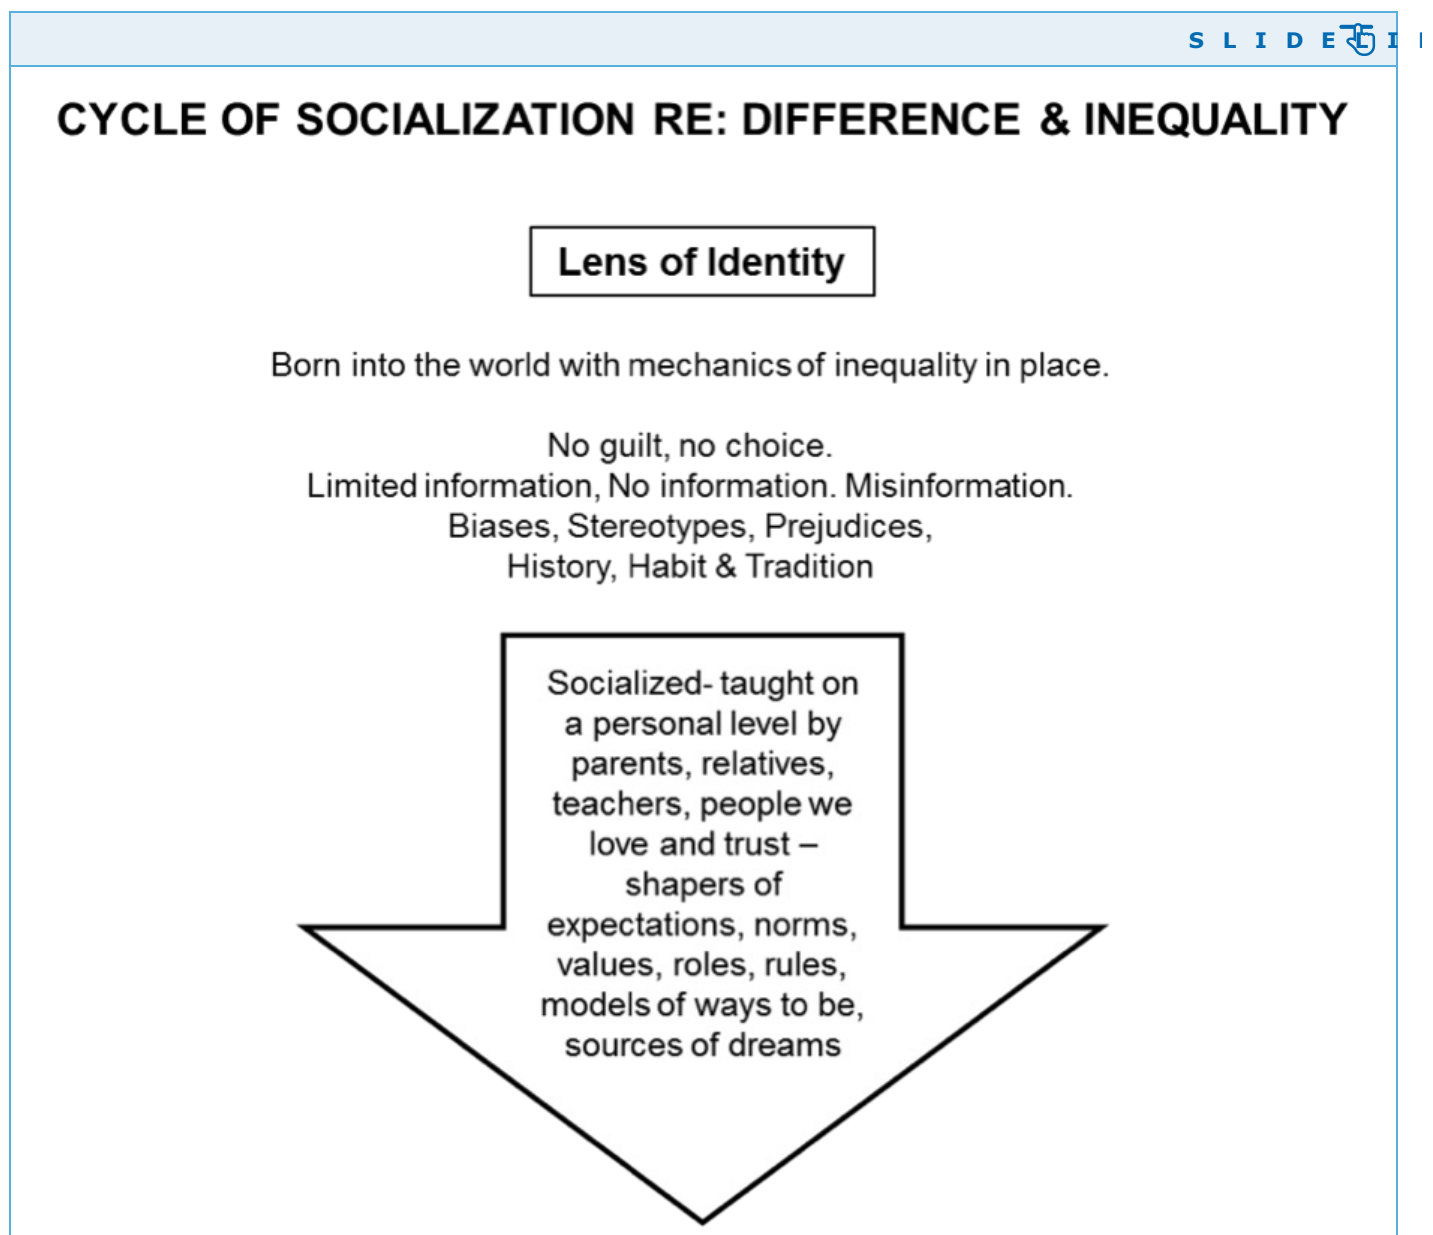 SLIDE
CYCLE OF SOCIALIZATION RE: DIFFERENCE & INEQUALITY
Lens of Identity
Born into the world with mechanics of inequality in place.
No guilt, no choice.
Limited information, No information. Misinformation.
Biases, Stereotypes, Prejudices,
History, Habit & Tradition
Socialized- taught on
a personal level by
parents, relatives,
teachers, people we
love and trust –
shapers of
expectations, norms,
values, roles, rules,
models of ways to be,
sources of dreams